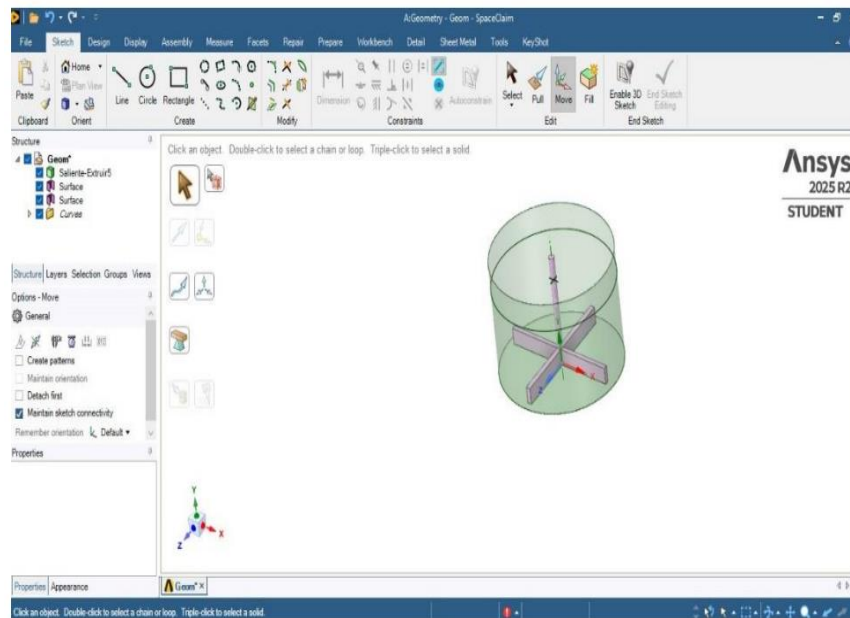 A:Geometry - Geom - SpaceClaim
File Sketch Design Display Assembly Measure Facets Repair Prepare Workbench Detail Sheet Metal Tools KeyShot
Home
Plan View
Paste
Line Circle Rectangle
Dimension
Autoconstrain
Select Pull Move Fill
Enable 3D Sketch
End Sketch Editing
Clipboard Orient Create Modify Constraints Edit End Sketch
Structure
Click an object. Double-click to select a chain or loop. Triple-click to select a solid.
Geom*
Saliente-Extruir5
Surface
Surface
Curves
Ansys
2025 R2
STUDENT
Structure Layers Selection Groups Views
Options - Move
General
Create patterns
Maintain orientation
Detach first
Maintain sketch connectivity
Remember orientation Default
Properties
X
Z
Y
X
Z
Properties Appearance
Geom* ×
Click an object. Double-click to select a chain or loop. Triple-click to select a solid.